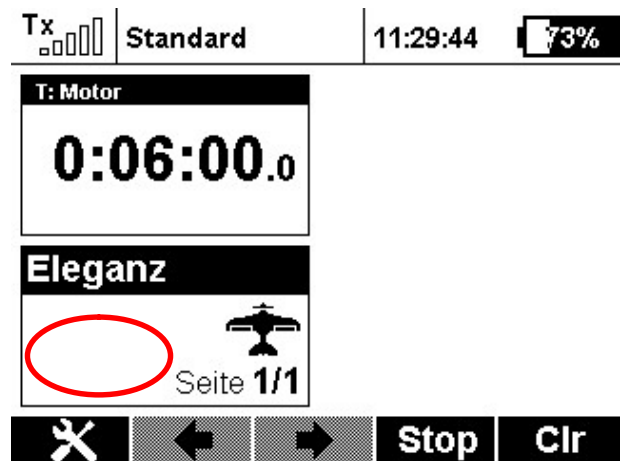 Tx Standard 11:29:44 73%
T: Motor
0:06:00.0
Eleganz
Seite 1/1
Stop Clr